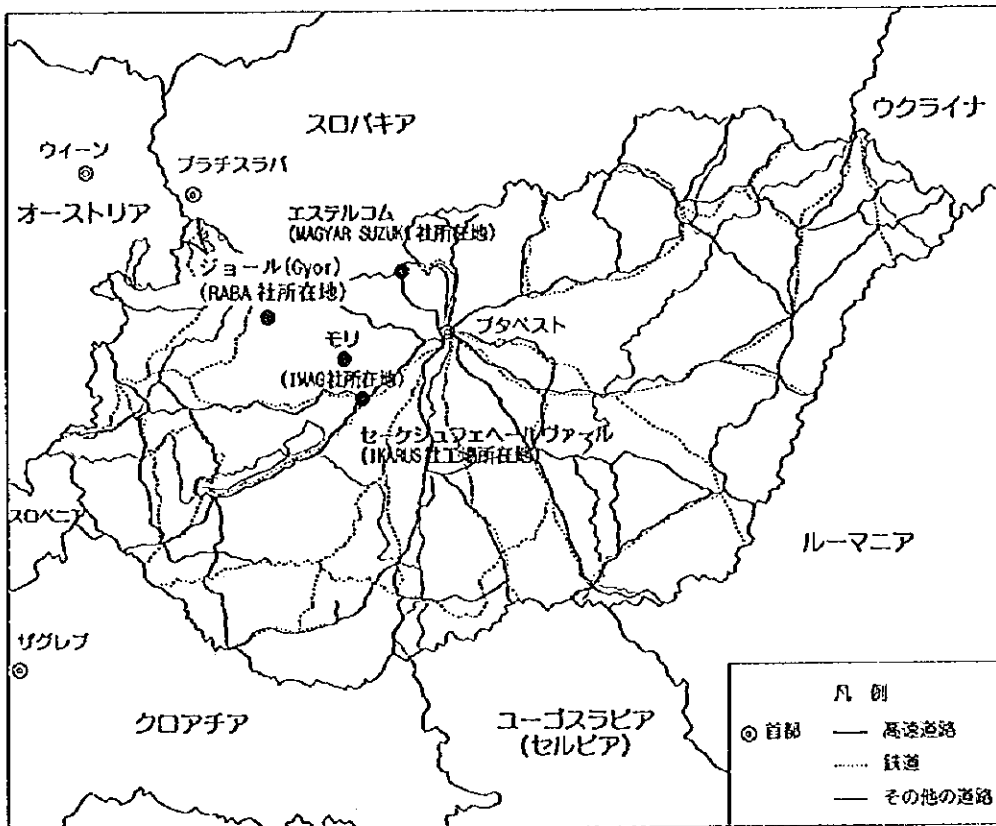 スロバキア
ウクライナ
ウィーン
ブラチスラバ
オーストリア
エステルコム
(MAGYAR SUZUKI 社所在地)
ジョール(Gyor)
(RABA 社所在地)
ブタペスト
モリ
(IMAG 社所在地)
セーケシュフェヘールヴァール
(IKARUS 社工場所在地)
スロベニア
ルーマニア
ザグレブ
クロアチア
ユーゴスラビア
(セルビア)
凡 例
首都
高速道路
鉄道
その他の道路